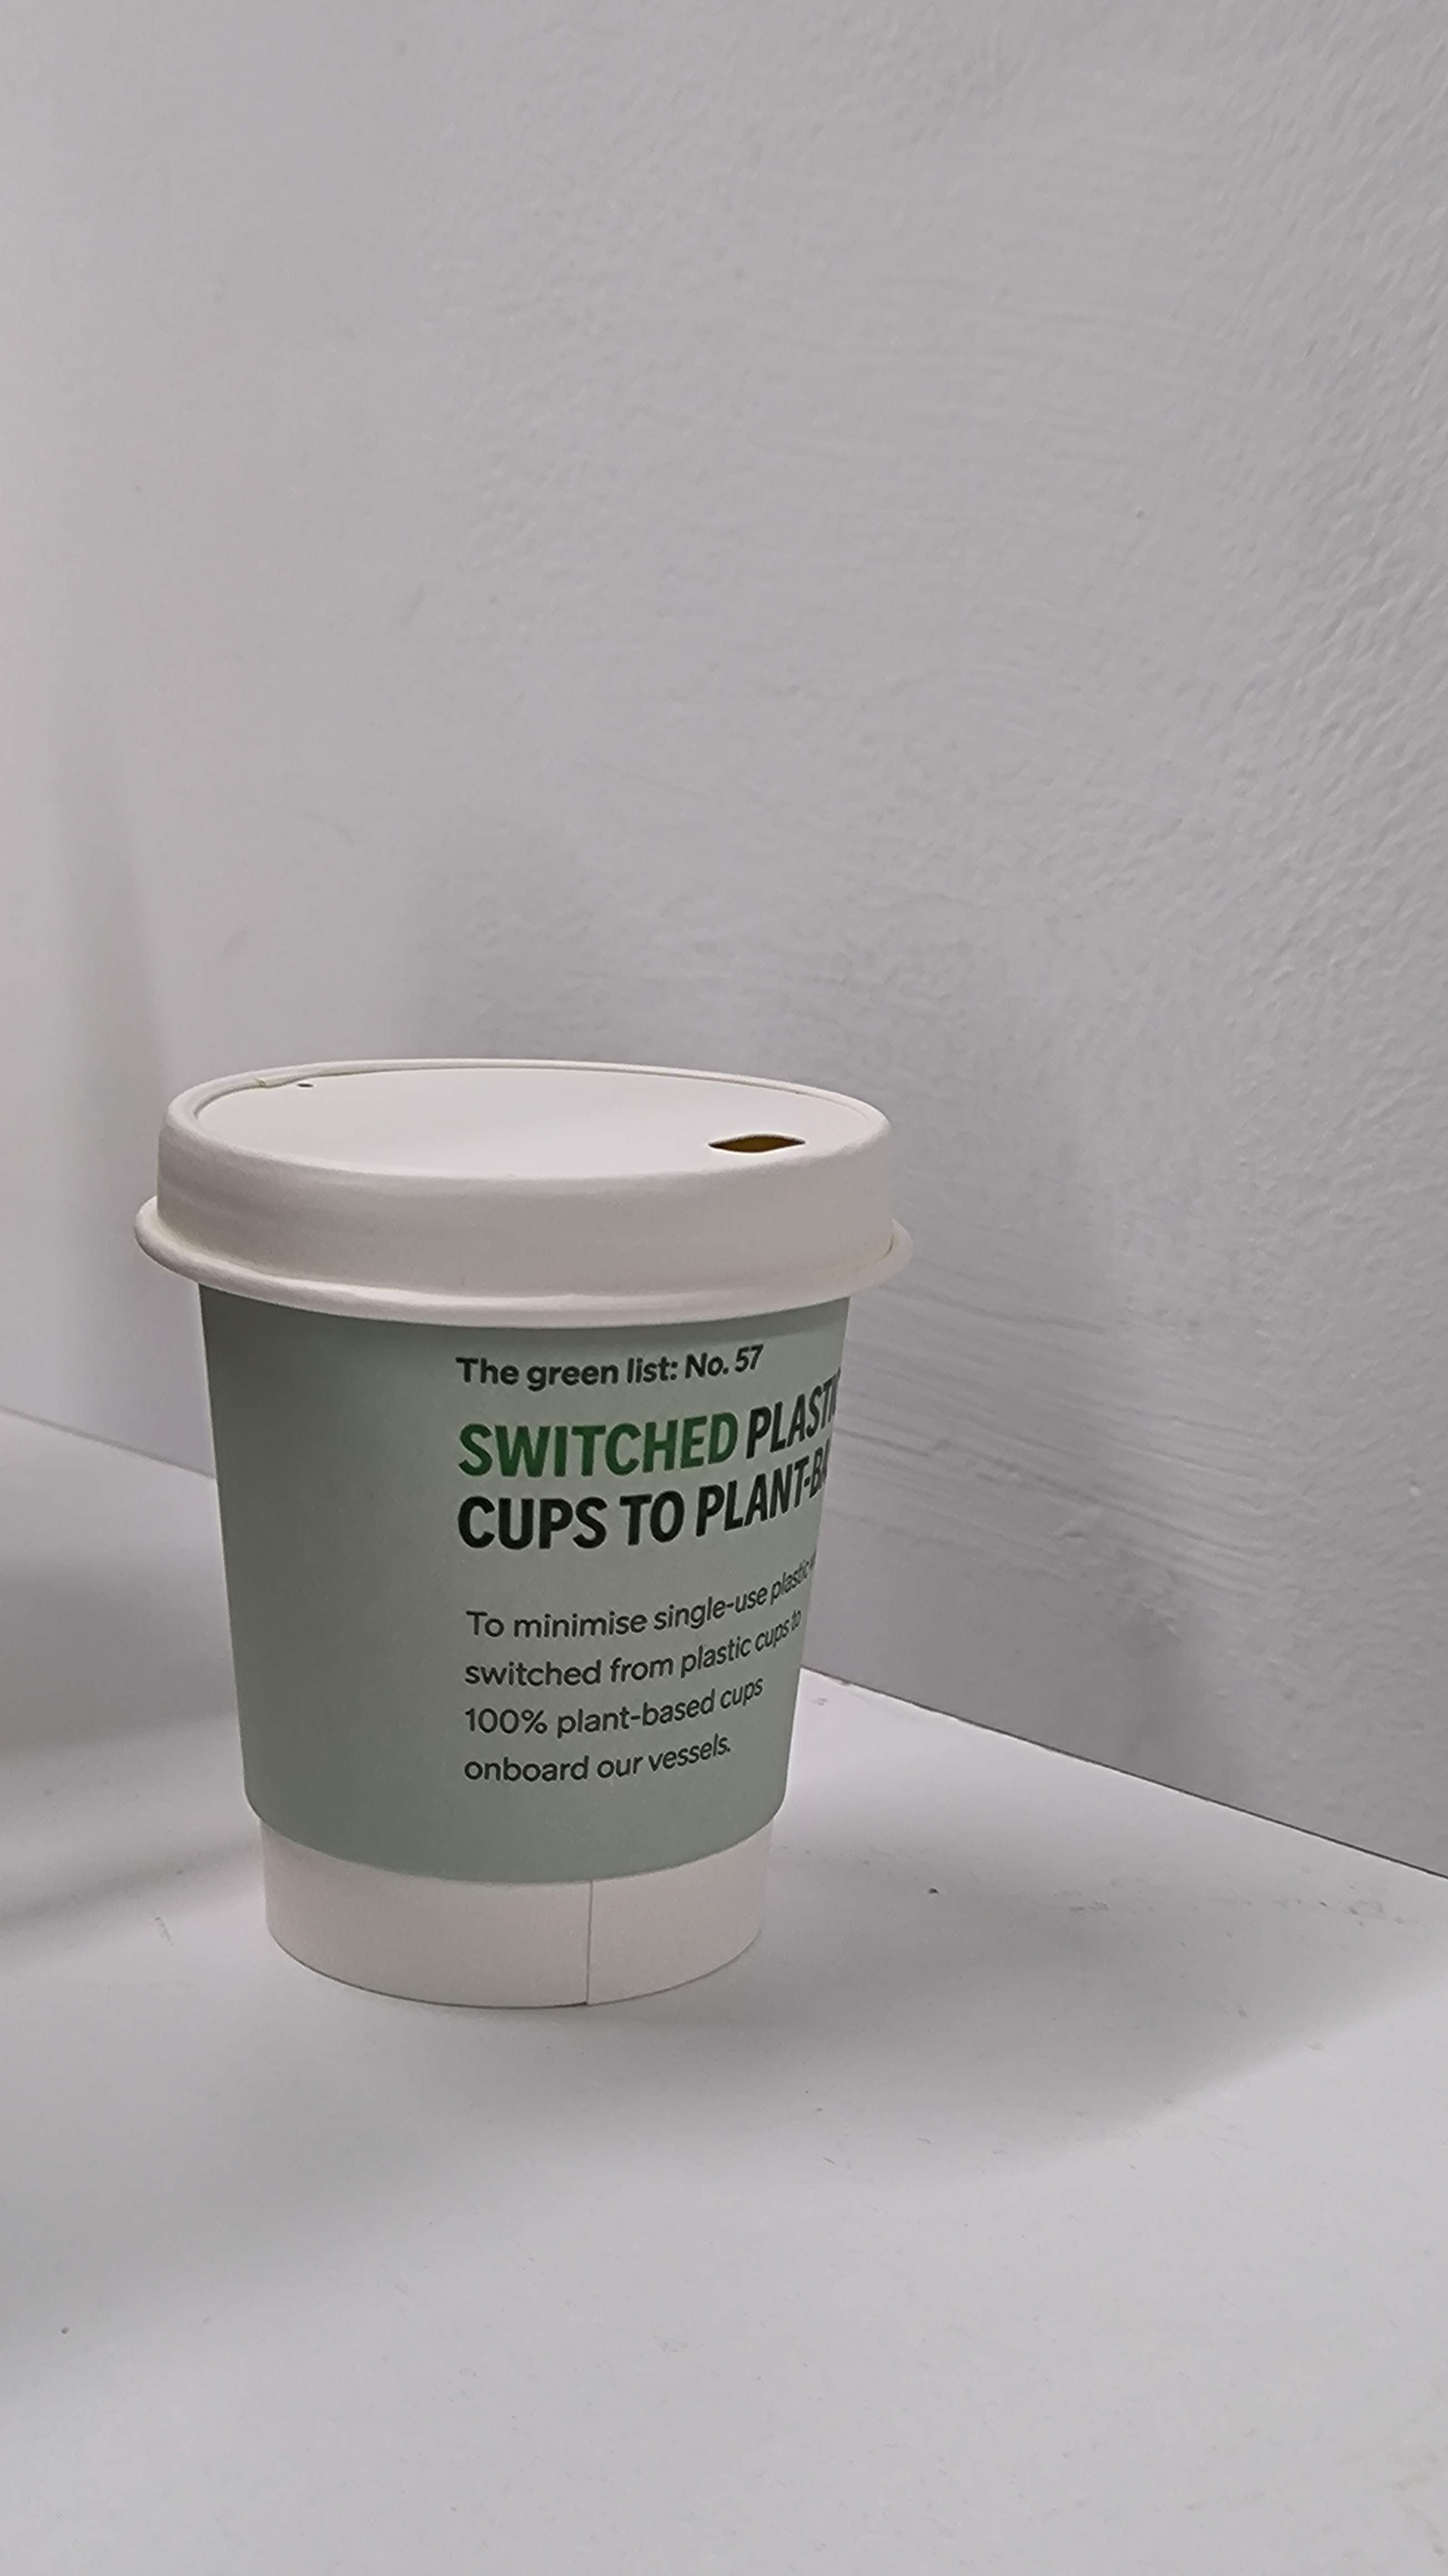 The green list: No. 57
SWITCHED
CUPS TO
To minimise single-use plastic
switched from plastic cups to
100% plant-based cups
onboard our vessels.